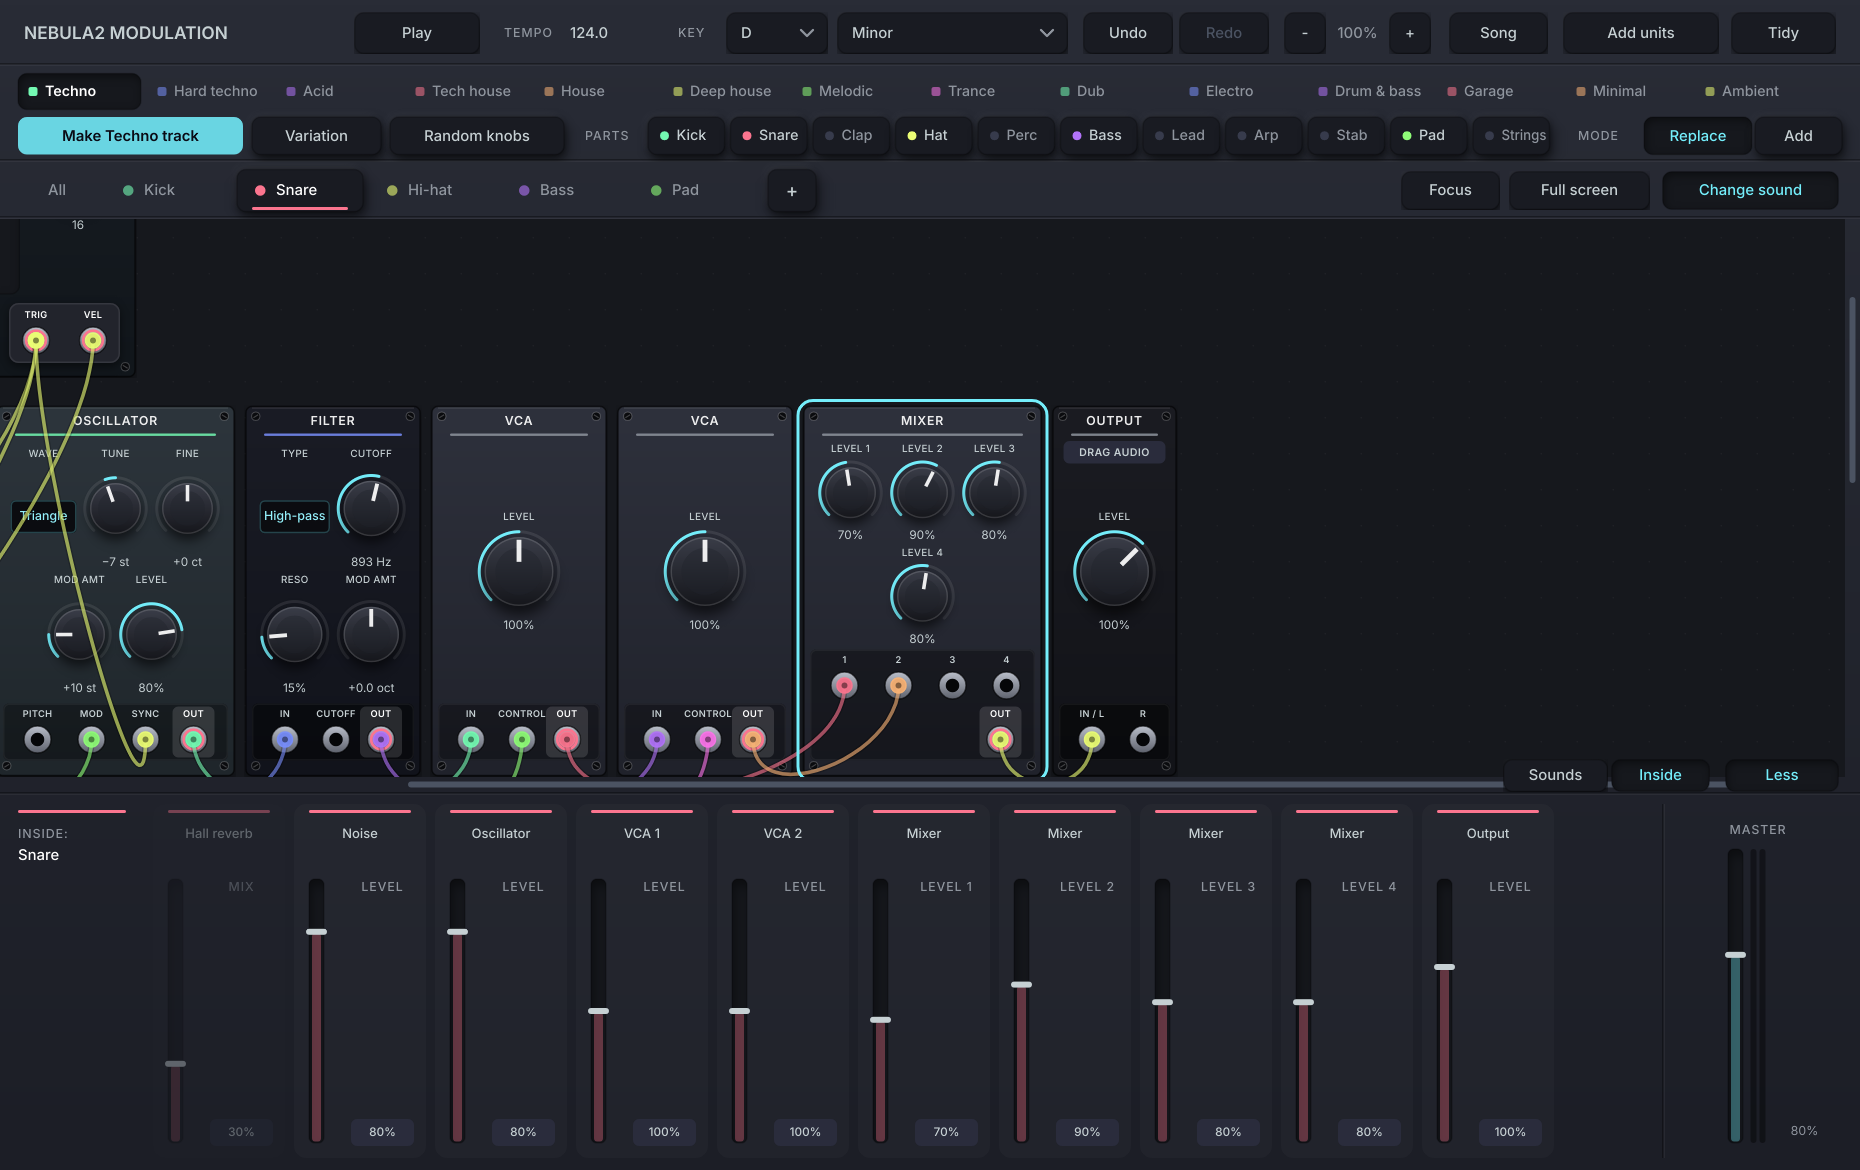 NEBULA2 MODULATION
Play
TEMPO 124.0
KEY D Minor
Undo Redo - 100% + Song Add units Tidy
Techno Hard techno Acid Tech house House Deep house Melodic Trance Dub Electro Drum & bass Garage Minimal Ambient
Make Techno track Variation Random knobs PARTS Kick Snare Clap Hat Perc Bass Lead Arp Stab Pad Strings MODE Replace Add
All Kick Snare Hi-hat Bass Pad + Focus Full screen Change sound
16
TRIG VEL
OSCILLATOR
WAVE TUNE FINE
Triangle
−7 st +0 ct
MOD AMT LEVEL
+10 st 80%
PITCH MOD SYNC OUT
FILTER
TYPE CUTOFF
High-pass
893 Hz
RESO MOD AMT
15% +0.0 oct
IN CUTOFF OUT
VCA
LEVEL
100%
IN CONTROL OUT
VCA
LEVEL
100%
IN CONTROL OUT
MIXER
LEVEL 1 LEVEL 2 LEVEL 3
70% 90% 80%
LEVEL 4
80%
1 2 3 4
OUT
OUTPUT
DRAG AUDIO
LEVEL
100%
IN / L R
Sounds Inside Less
INSIDE:
Snare
Hall reverb
MIX
30%
Noise
LEVEL
80%
Oscillator
LEVEL
80%
VCA 1
LEVEL
100%
VCA 2
LEVEL
100%
Mixer
LEVEL 1
70%
Mixer
LEVEL 2
90%
Mixer
LEVEL 3
80%
Mixer
LEVEL 4
80%
Output
LEVEL
100%
MASTER
80%